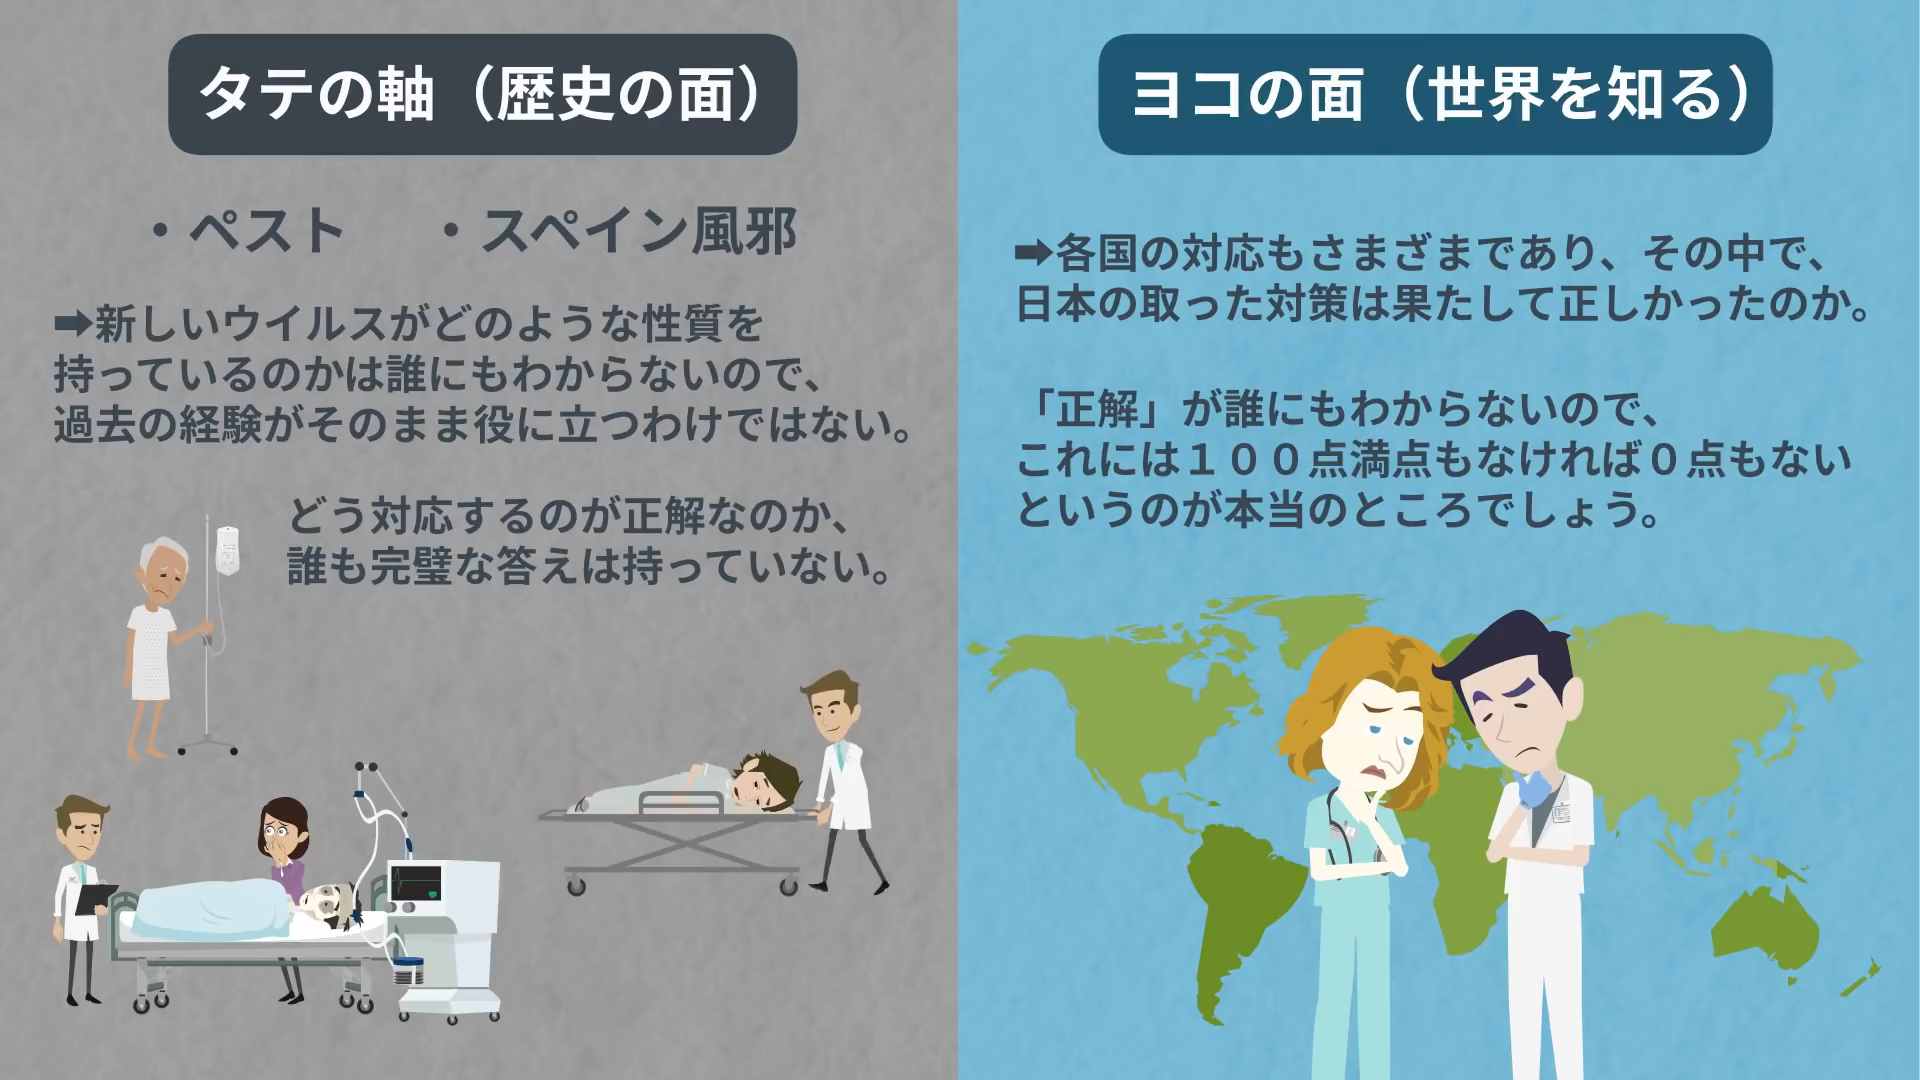 タテの軸（歴史の面）
・ペスト　・スペイン風邪
➡新しいウイルスがどのような性質を
持っているのかは誰にもわからないので、
過去の経験がそのまま役に立つわけではない。
どう対応するのが正解なのか、
誰も完璧な答えは持っていない。
ヨコの面（世界を知る）
➡各国の対応もさまざまであり、その中で、
日本の取った対策は果たして正しかったのか。
「正解」が誰にもわからないので、
これには１００点満点もなければ０点もない
というのが本当のところでしょう。